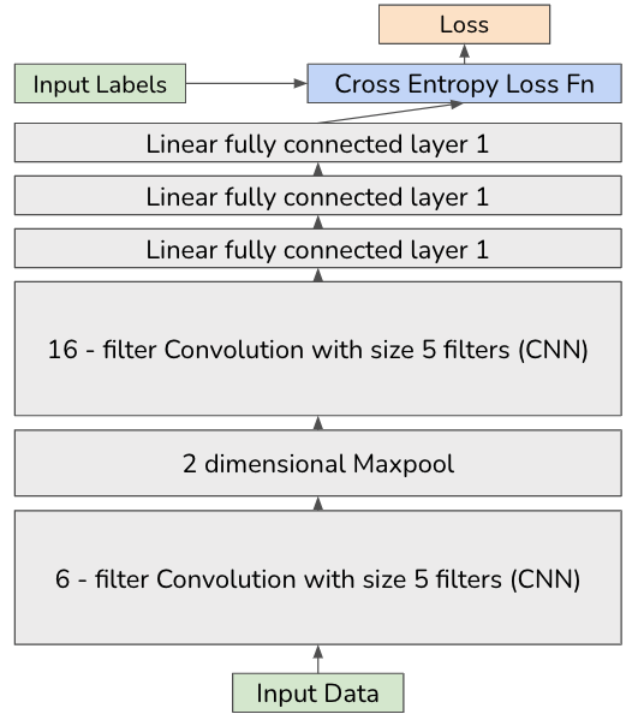 Loss
Input Labels
Cross Entropy Loss Fn
Linear fully connected layer 1
Linear fully connected layer 1
Linear fully connected layer 1
16 - filter Convolution with size 5 filters (CNN)
2 dimensional Maxpool
6 - filter Convolution with size 5 filters (CNN)
Input Data